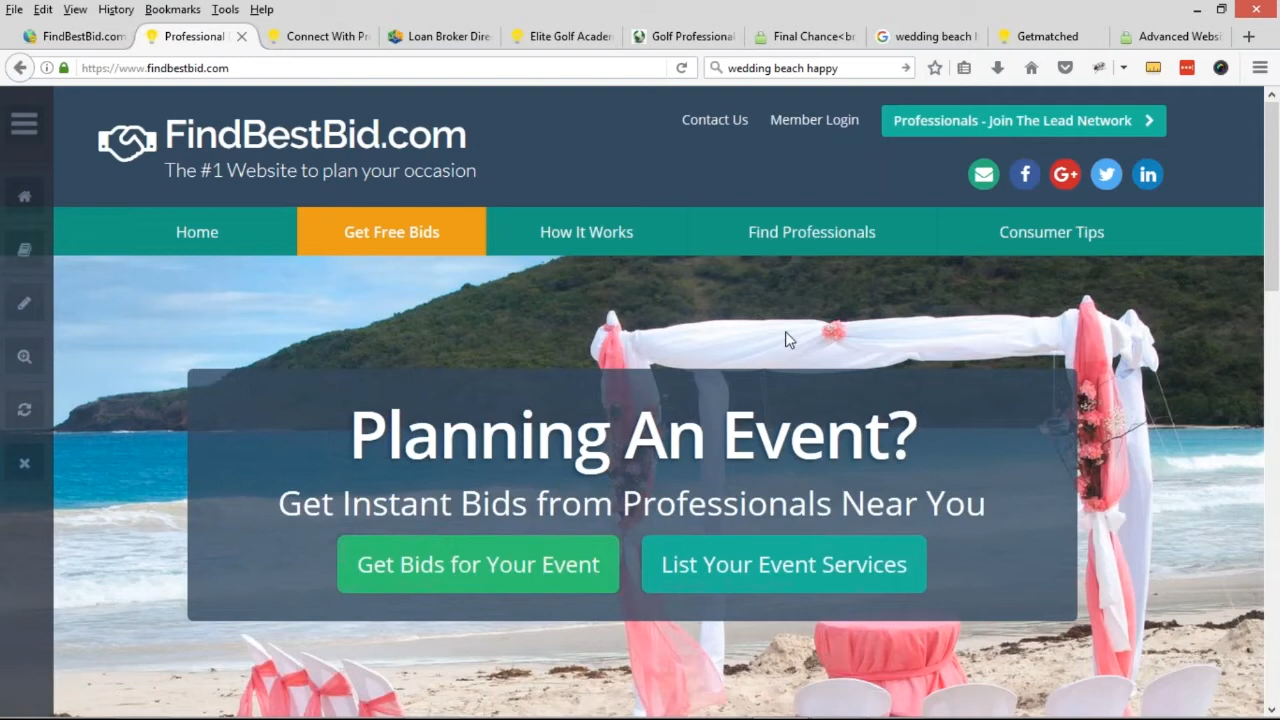 File Edit View History Bookmarks Tools Help
FindBestBid.com Professional Connect With Pr Loan Broker Dire Elite Golf Acaden Golf Professional Final Chance<br wedding beach Getmatched Advanced Websi
https://www.findbestbid.com wedding beach happy
FindBestBid.com
The #1 Website to plan your occasion
Contact Us Member Login Professionals - Join The Lead Network
G+ f in
Home Get Free Bids How It Works Find Professionals Consumer Tips
Planning An Event?
Get Instant Bids from Professionals Near You
Get Bids for Your Event List Your Event Services